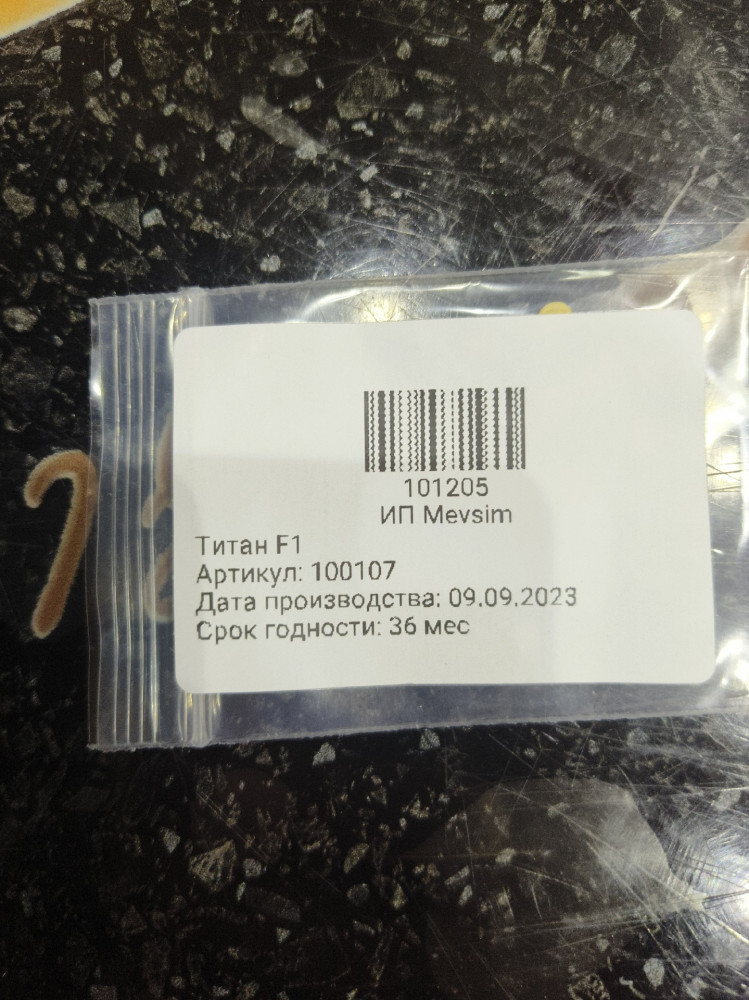 101205
ИП Mevsim
Титан F1
Артикул: 100107
Дата производства: 09.09.2023
Срок годности: 36 мес